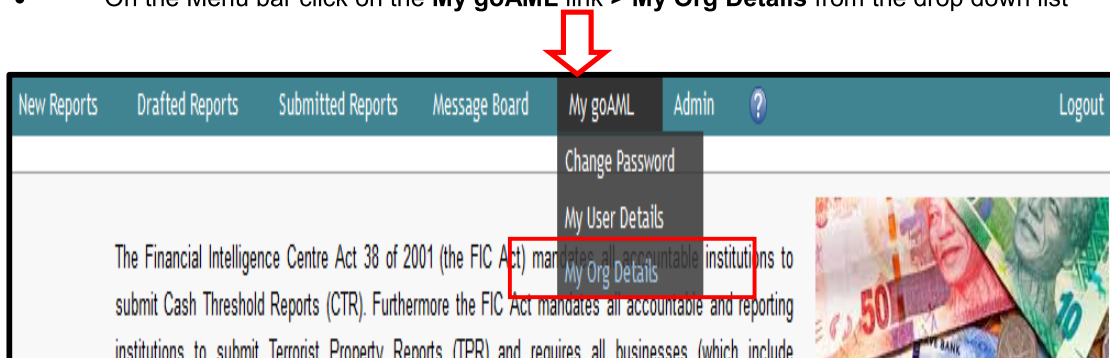 • On the Menu bar click on the My goAML link > My Org Details from the drop down list
New Reports Drafted Reports Submitted Reports Message Board My goAML Admin ? Logout
Change Password
My User Details
My Org Details
The Financial Intelligence Centre Act 38 of 2001 (the FIC Act) mandates all accountable institutions to
submit Cash Threshold Reports (CTR). Furthermore the FIC Act mandates all accountable and reporting
institutions to submit Terrorist Property Reports (TPR) and requires all businesses (which include
50
10
BANK